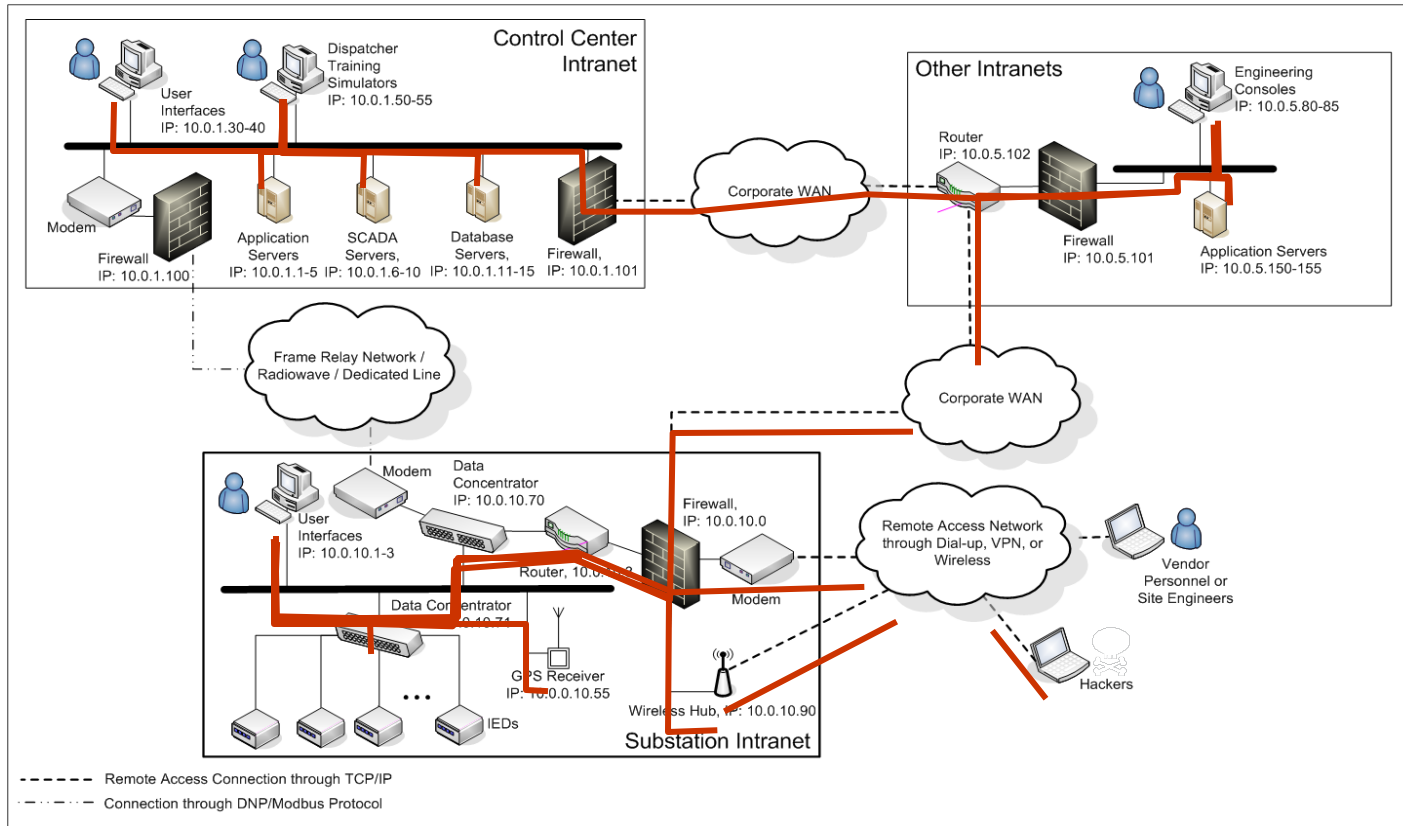 Control Center
Intranet
User
Interfaces
IP: 10.0.1.30-40
Dispatcher
Training
Simulators
IP: 10.0.1.50-55
Modem
Firewall
IP: 10.0.1.100
Application
Servers
IP: 10.0.1.1-5
SCADA
Servers,
IP: 10.0.1.6-10
Database
Servers,
IP: 10.0.1.11-15
Firewall,
IP: 10.0.1.101
Corporate WAN
Other Intranets
Engineering
Consoles
IP: 10.0.5.80-85
Router
IP: 10.0.5.102
Firewall
IP: 10.0.5.101
Application Servers
IP: 10.0.5.150-155
Frame Relay Network /
Radiowave / Dedicated Line
Corporate WAN
Modem
Data
Concentrator
IP: 10.0.10.70
User
Interfaces
IP: 10.0.10.1-3
Firewall,
IP: 10.0.10.0
Router,
Modem
Data Concentrator
GPS Receiver
IP: 10.0.0.10.55
IEDs
Wireless Hub, IP: 10.0.10.90
Substation Intranet
Remote Access Network
through Dial-up, VPN, or
Wireless
Vendor
Personnel or
Site Engineers
Hackers
Remote Access Connection through TCP/IP
Connection through DNP/Modbus Protocol